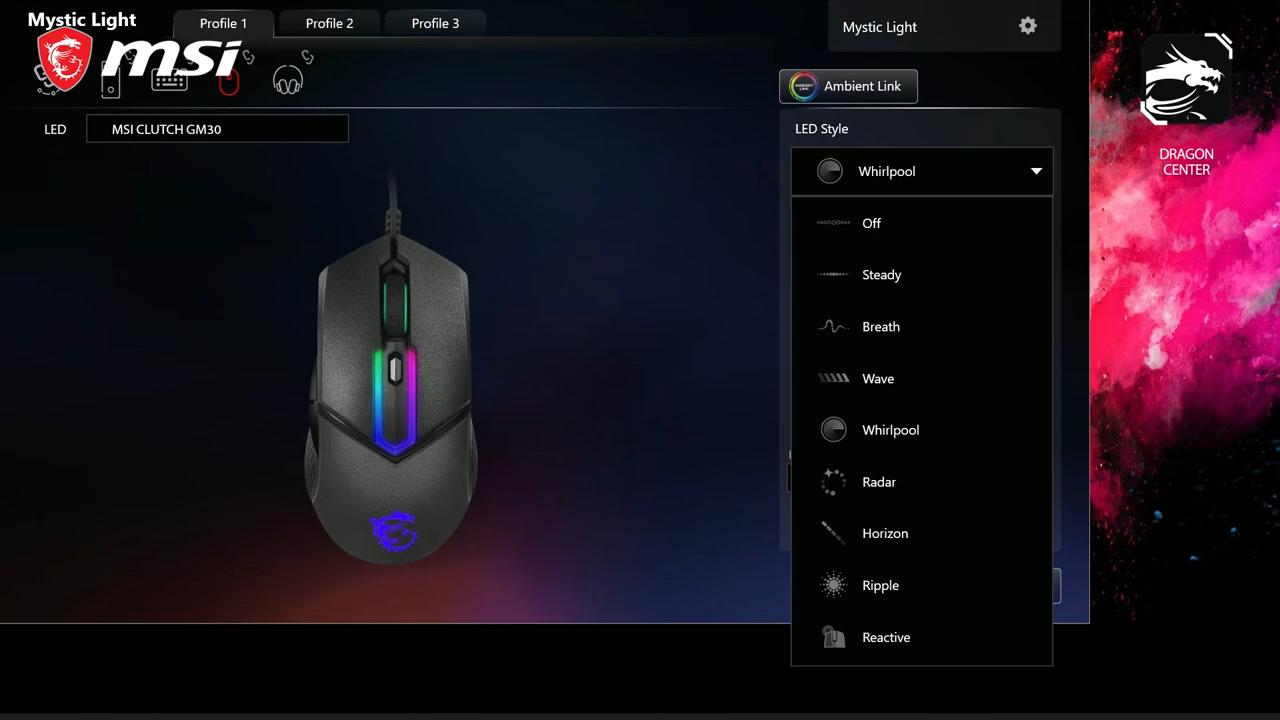 Mystic Light
Profile 1
Profile 2
Profile 3
Mystic Light
msi
Ambient Link
LED
MSI CLUTCH GM30
LED Style
DRAGON
CENTER
Whirlpool
Off
Steady
Breath
Wave
Whirlpool
Radar
Horizon
Ripple
Reactive